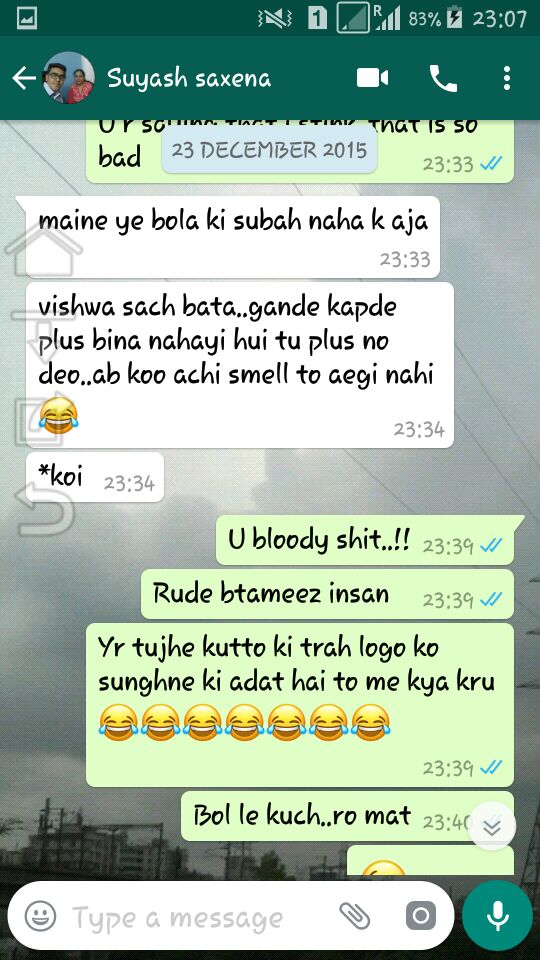 1
R
83%
23:07
Suyash saxena
U r saying that I stink that is so
bad
23:33
23 DECEMBER 2015
maine ye bola ki subah naha k aja
23:33
vishwa sach bata..gande kapde
plus bina nahayi hui tu plus no
deo..ab koo achi smell to aegi nahi
😂
23:34
*koi 23:34
U bloody shit..!! 23:39
Rude btameez insan 23:39
Yr tujhe kutto ki trah logo ko
sunghne ki adat hai to me kya kru
😂😂😂😂😂😂😂
23:39
Bol le kuch..ro mat 23:40
Type a message